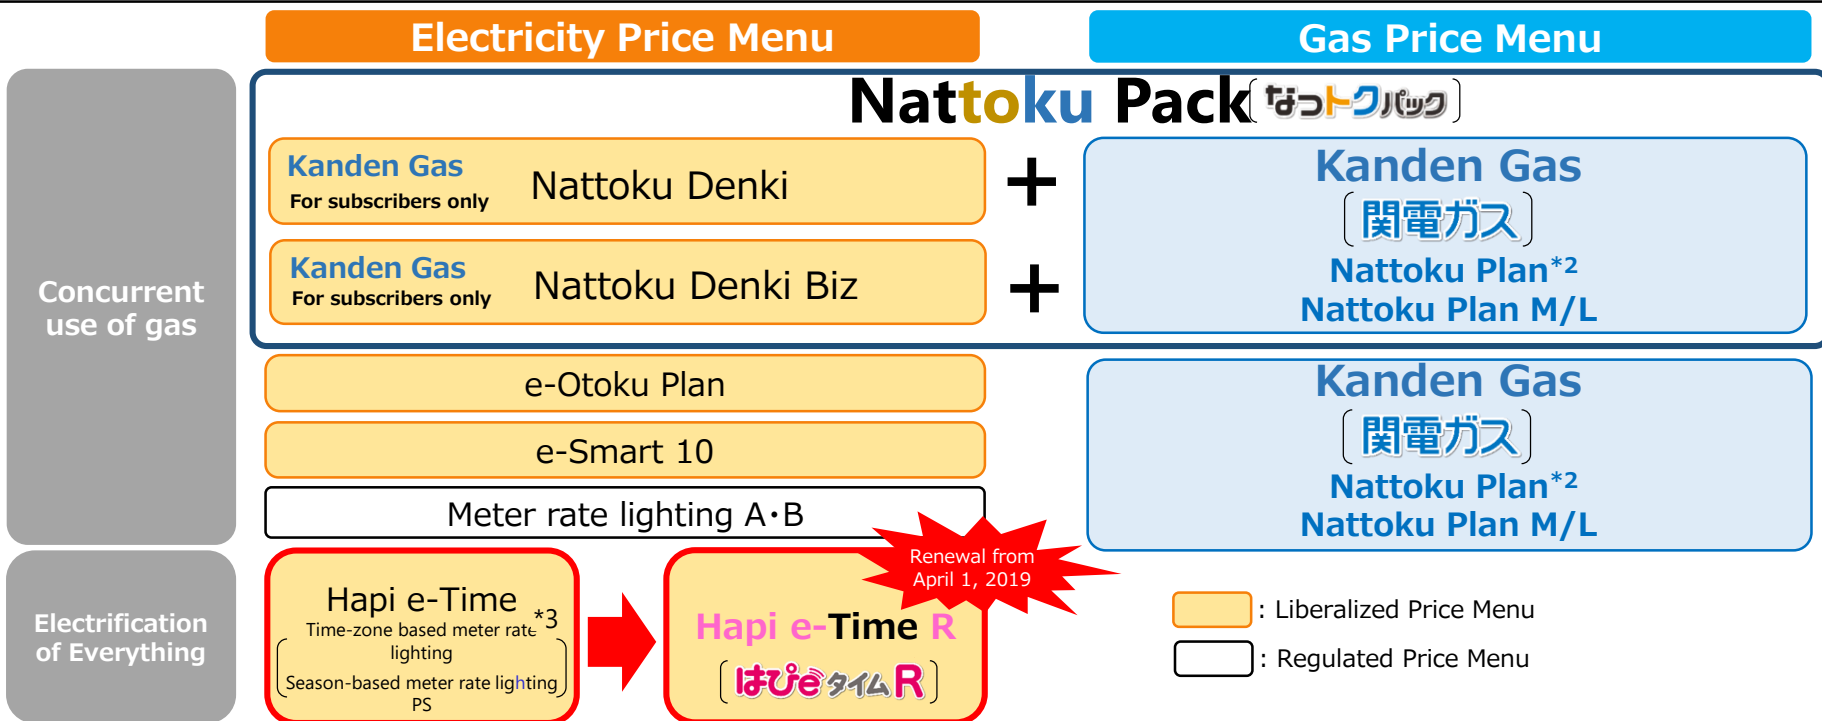 Electricity Price Menu
Gas Price Menu
Concurrent
use of gas
Nattoku Pack
なっトクパック
Kanden Gas
For subscribers only
Nattoku Denki
+
Kanden Gas
For subscribers only
Nattoku Denki Biz
+
Kanden Gas
関電ガス
Nattoku Plan*2
Nattoku Plan M/L
e-Otoku Plan
e-Smart 10
Meter rate lighting A・B
Kanden Gas
関電ガス
Nattoku Plan*2
Nattoku Plan M/L
Electrification
of Everything
Hapi e-Time
*3
Time-zone based meter rate
lighting
Season-based meter rate lighting
PS
Renewal from
April 1, 2019
Hapi e-Time R
はぴeタイムR
: Liberalized Price Menu
: Regulated Price Menu